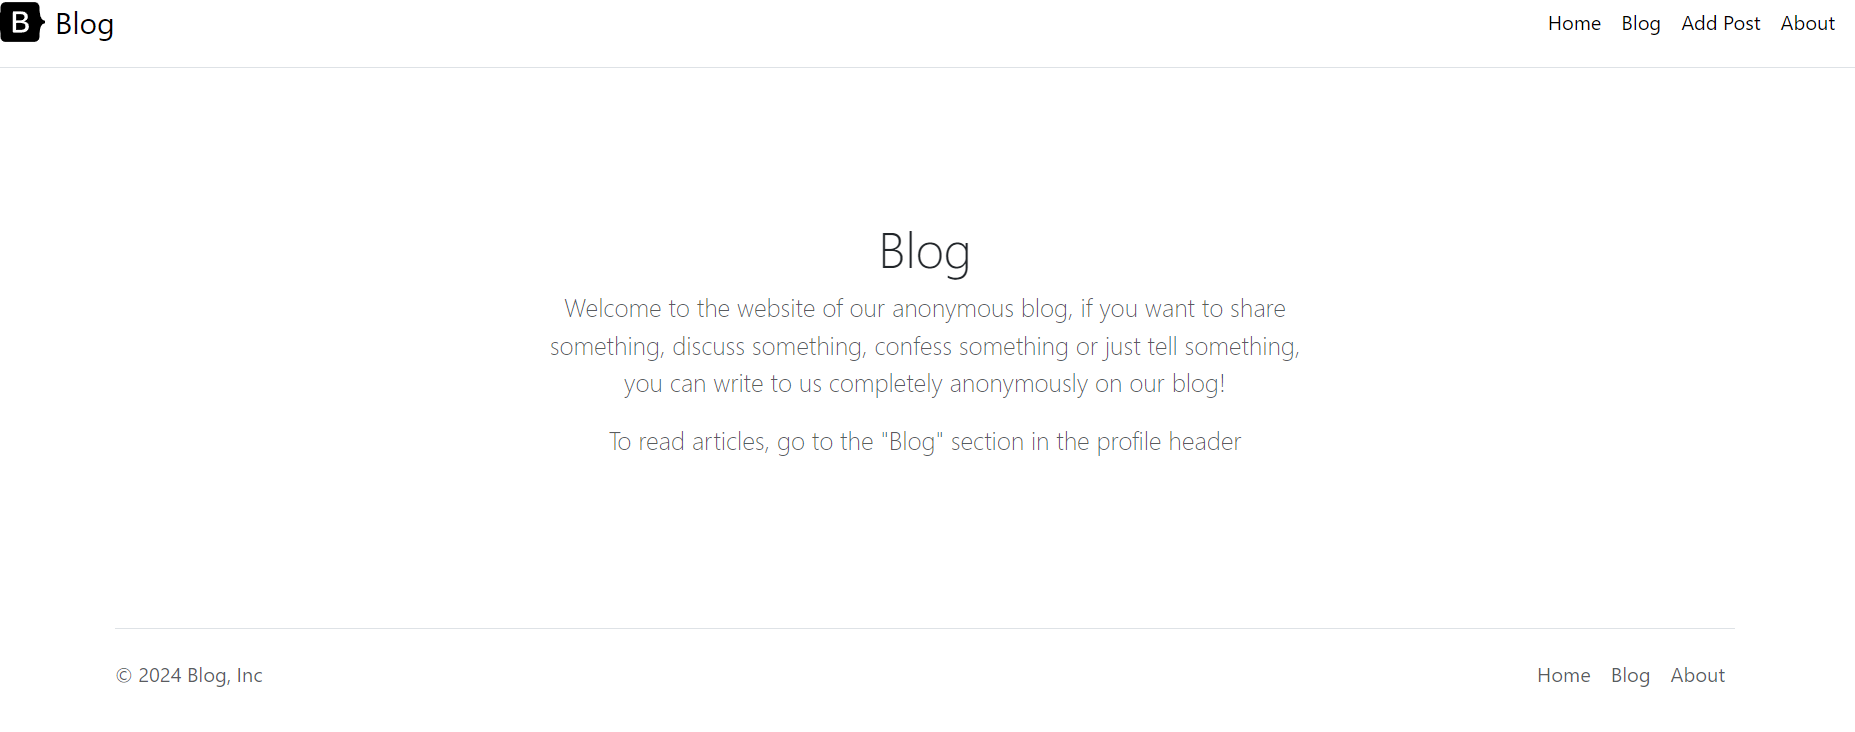 B Blog
Home Blog Add Post About
Blog
Welcome to the website of our anonymous blog, if you want to share
something, discuss something, confess something or just tell something,
you can write to us completely anonymously on our blog!
To read articles, go to the "Blog" section in the profile header
© 2024 Blog, Inc
Home Blog About